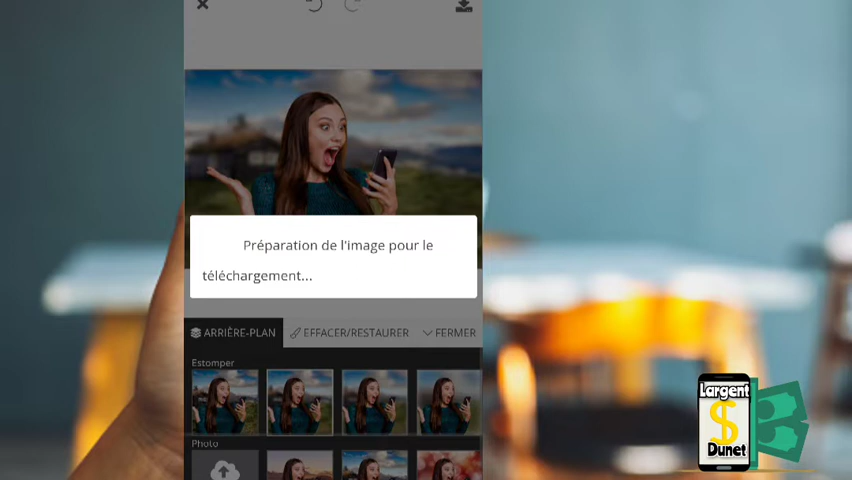 Préparation de l'image pour le
téléchargement...
ARRIÈRE-PLAN EFFACER/RESTAURER FERMER
Estomper
Photo
Largent
$
Dunet